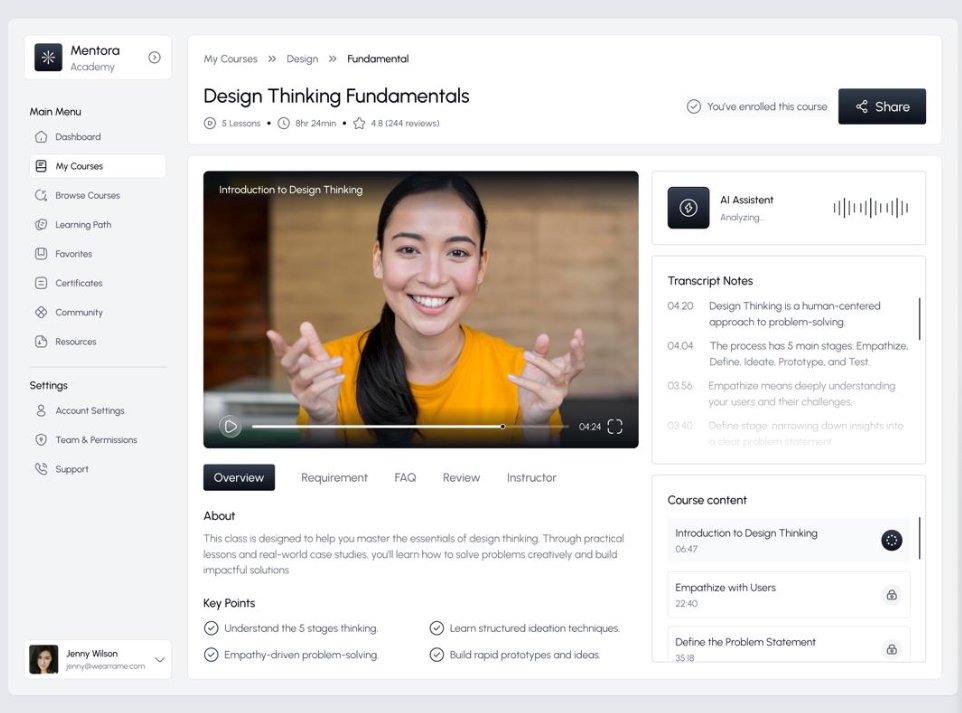 Mentora
Academy
Main Menu
Dashboard
My Courses
Browse Courses
Learning Path
Favorites
Certificates
Community
Resources
Settings
Account Settings
Team & Permissions
Support
Jenny Wilson
jenny@wearrame.com
My Courses » Design » Fundamental
Design Thinking Fundamentals
5 Lessons • 8hr 24min • 4.8 (244 reviews)
You've enrolled this course
Share
Introduction to Design Thinking
04:24
Overview
Requirement
FAQ
Review
Instructor
About
This class is designed to help you master the essentials of design thinking. Through practical
lessons and real-world case studies, you'll learn how to solve problems creatively and build
impactful solutions
Key Points
Understand the 5 stages thinking.
Learn structured ideation techniques.
Empathy-driven problem-solving.
Build rapid prototypes and ideas.
AI Assistent
Analyzing...
Transcript Notes
04.20 Design Thinking is a human-centered
approach to problem-solving.
04.04 The process has 5 main stages: Empathize,
Define, Ideate, Prototype, and Test.
03.56 Empathize means deeply understanding
your users and their challenges.
03.40 Define stage: narrowing down insights into
a clear problem statement
Course content
Introduction to Design Thinking
06:47
Empathize with Users
22:40
Define the Problem Statement
35:18